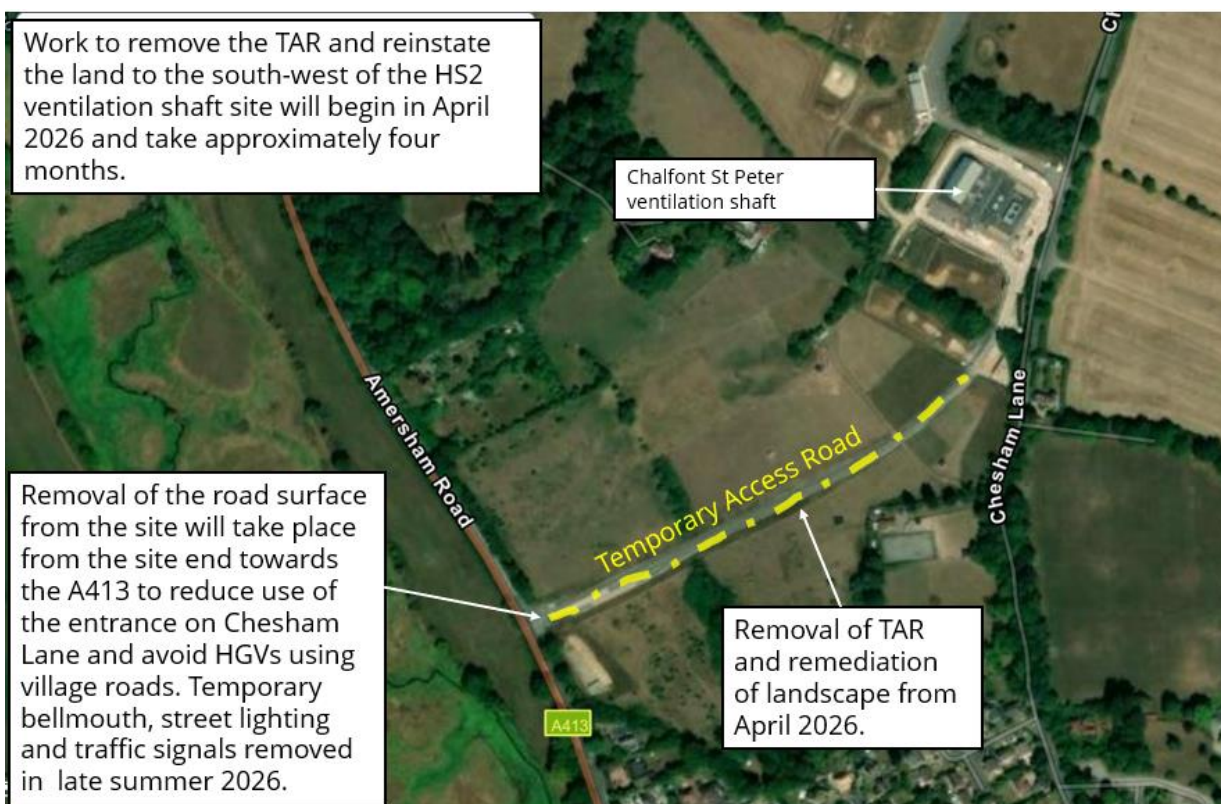 Work to remove the TAR and reinstate
the land to the south-west of the HS2
ventilation shaft site will begin in April
2026 and take approximately four
months.
Chalfont St Peter
ventilation shaft
Amersham Road
Temporary Access Road
Chesham Lane
Removal of the road surface
from the site will take place
from the site end towards
the A413 to reduce use of
the entrance on Chesham
Lane and avoid HGVs using
village roads. Temporary
bellmouth, street lighting
and traffic signals removed
in late summer 2026.
Removal of TAR
and remediation
of landscape from
April 2026.
A413